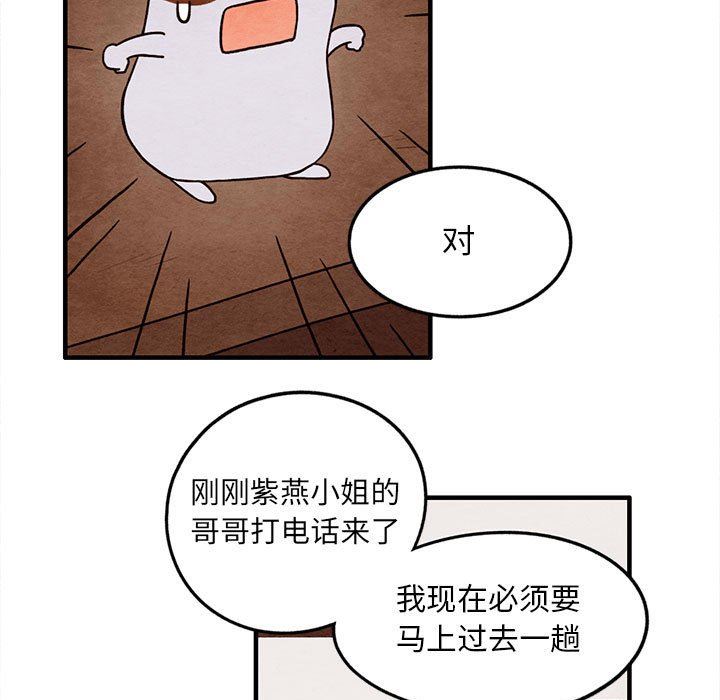 对
刚刚紫燕小姐的
哥哥打电话来了
我现在必须要
马上过去一趟